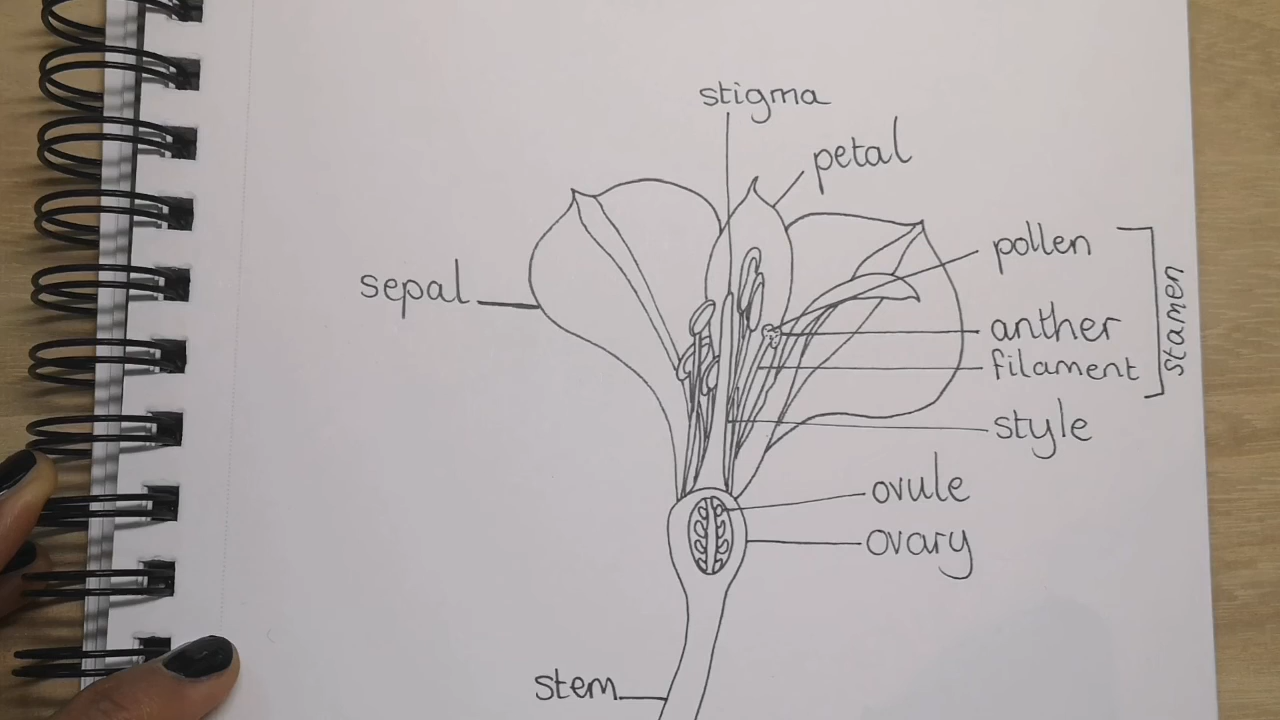 stigma
petal
sepal
pollen
anther
filament
stamen
style
ovule
ovary
stem